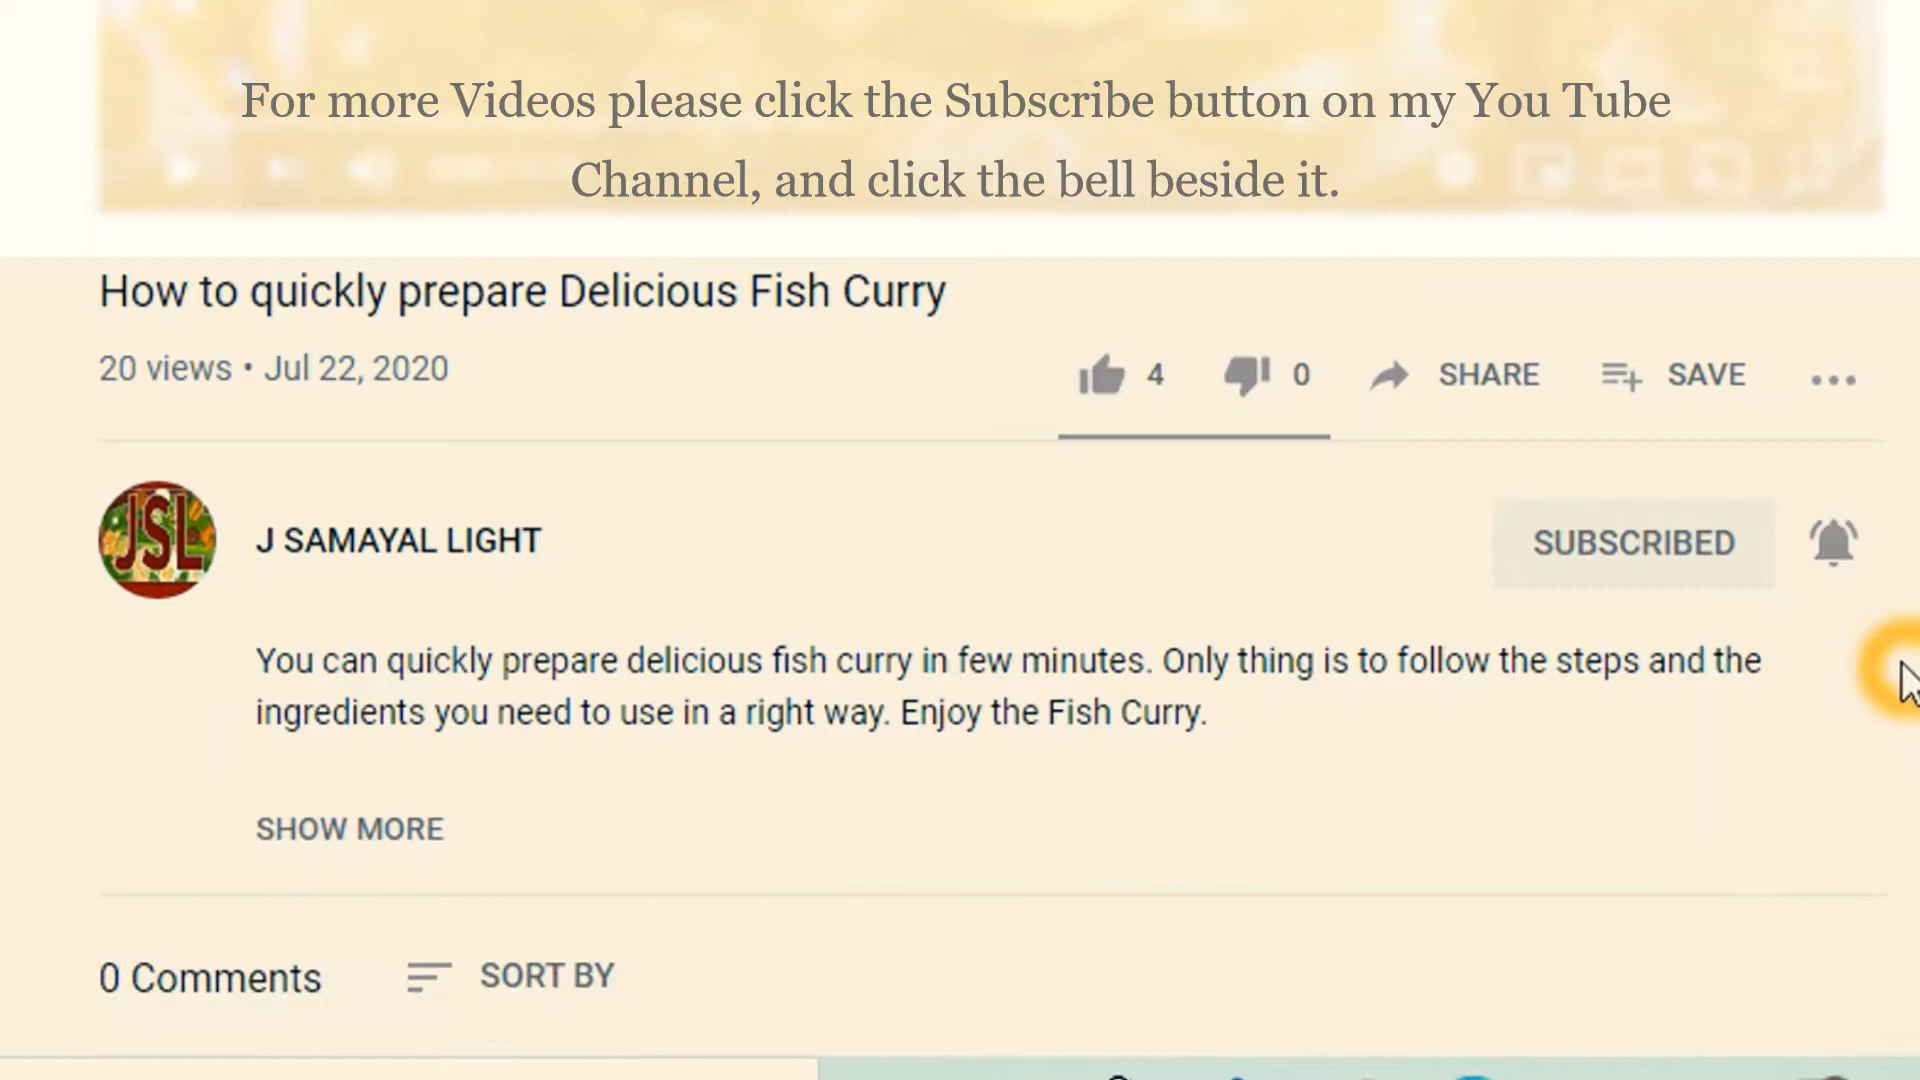 For more Videos please click the Subscribe button on my You Tube
Channel, and click the bell beside it.
How to quickly prepare Delicious Fish Curry
20 views • Jul 22, 2020
4 0 SHARE SAVE
JSL
J SAMAYAL LIGHT
SUBSCRIBED
You can quickly prepare delicious fish curry in few minutes. Only thing is to follow the steps and the
ingredients you need to use in a right way. Enjoy the Fish Curry.
SHOW MORE
0 Comments SORT BY